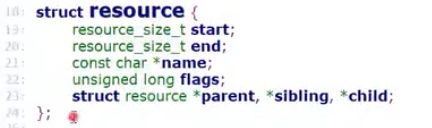 18: struct resource {
19: resource_size_t start;
20: resource_size_t end;
21: const char *name;
22: unsigned long flags;
23: struct resource *parent, *sibling, *child;
24: };